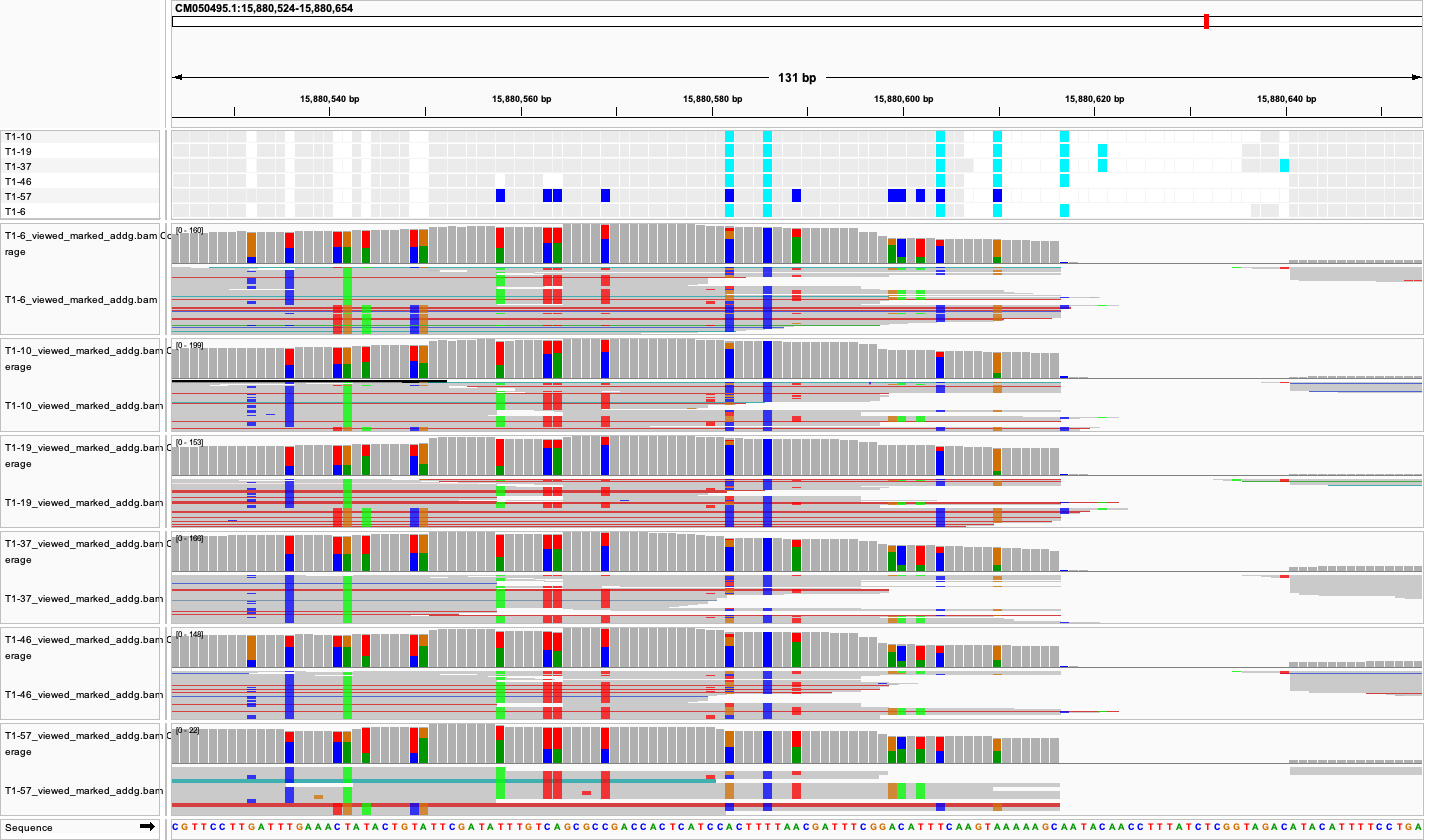 CM050495.1:15,880,524-15,880,654
131 bp
15,880,540 bp 15,880,560 bp 15,880,580 bp 15,880,600 bp 15,880,620 bp 15,880,640 bp
T1-10
T1-19
T1-37
T1-46
T1-57
T1-6
T1-6_viewed_marked_addg.bam Co
rage
[0 - 160]
T1-6_viewed_marked_addg.bam
T1-10_viewed_marked_addg.bam C
erage
[0 - 199]
T1-10_viewed_marked_addg.bam
T1-19_viewed_marked_addg.bam C
erage
[0 - 153]
T1-19_viewed_marked_addg.bam
T1-37_viewed_marked_addg.bam C
erage
[0 - 166]
T1-37_viewed_marked_addg.bam
T1-46_viewed_marked_addg.bam C
erage
[0 - 148]
T1-46_viewed_marked_addg.bam
T1-57_viewed_marked_addg.bam C
erage
[0 - 22]
T1-57_viewed_marked_addg.bam
Sequence CGTTCCTTGATTTGAAACTATACTGTATTCGATATTTGTCAGCGCCGACCACTCATCCACTTTTAACGATTTCGGACATTTCAAGTAAAAAGCAATACAACCTTTATCTCGGTAGACATACATTTTCCTGA